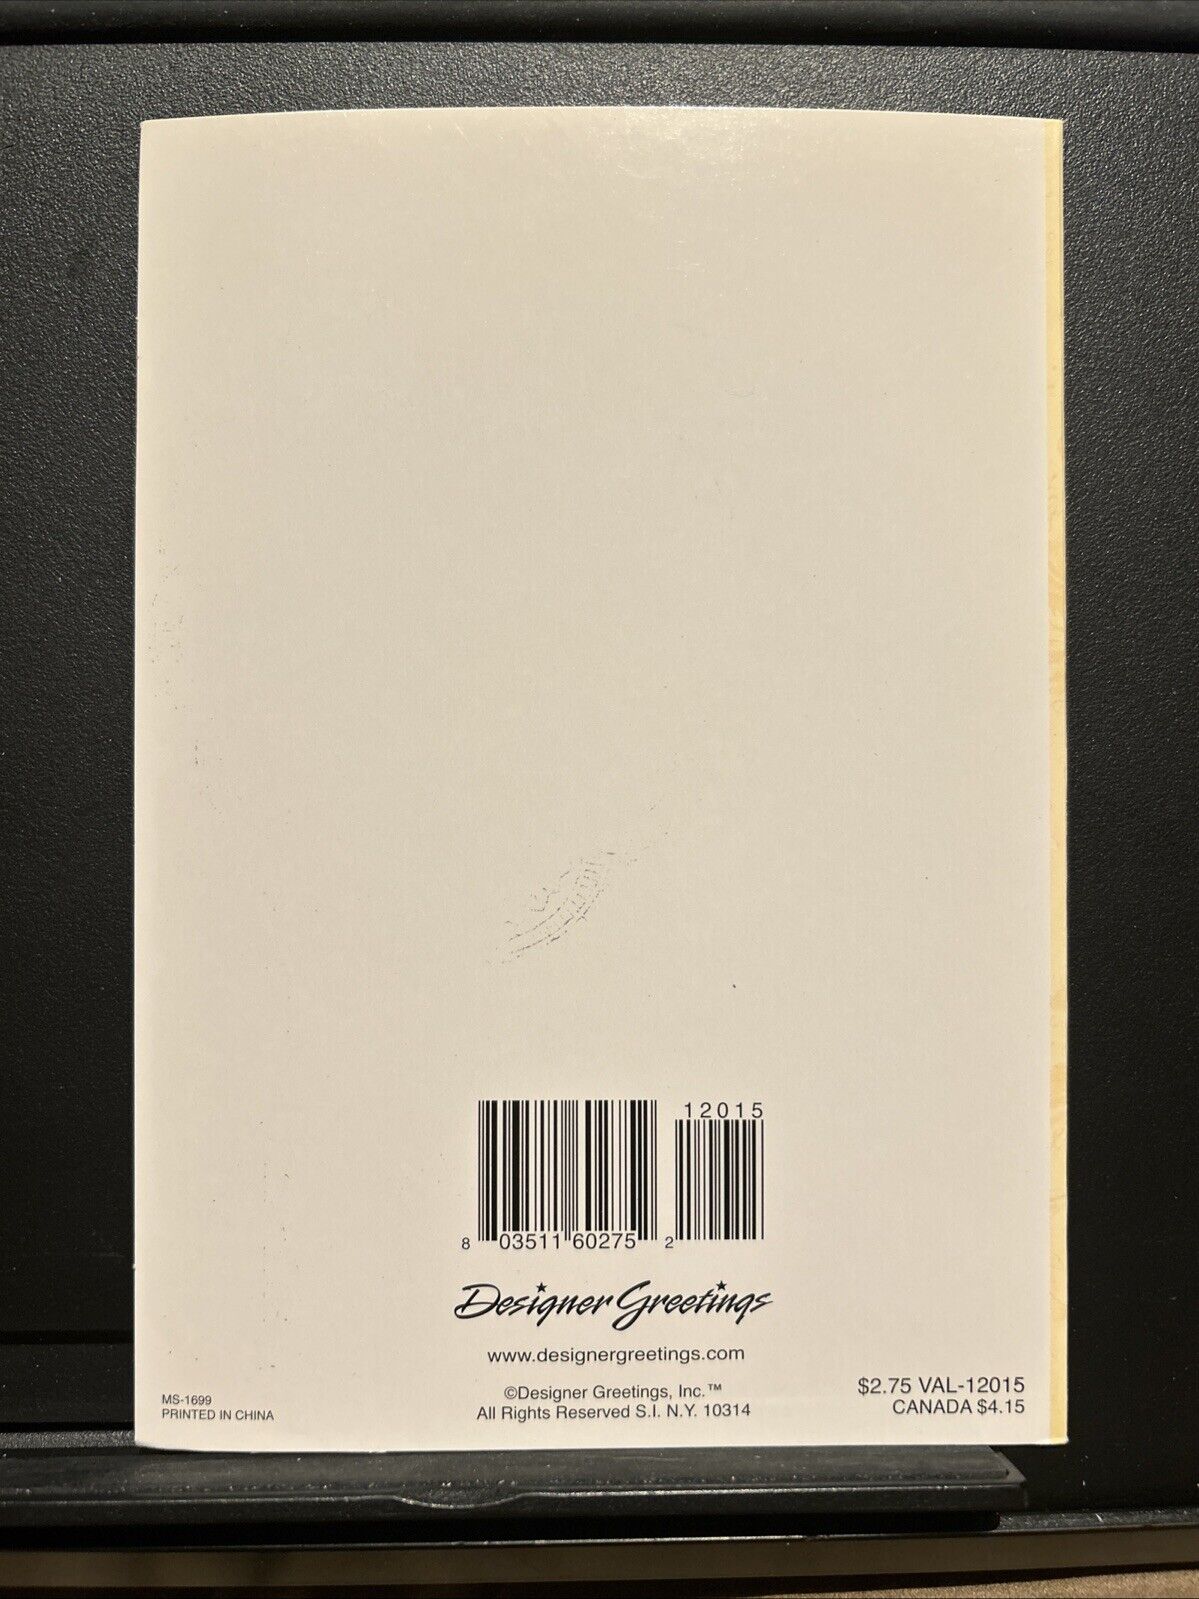 12015
8 03511 60275 2
Designer Greetings
www.designergreetings.com
©Designer Greetings, Inc.™
All Rights Reserved S.I. N.Y. 10314
MS-1699
PRINTED IN CHINA
$2.75 VAL-12015
CANADA $4.15